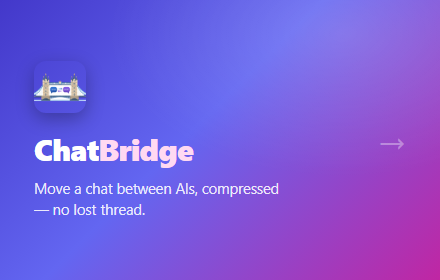 ChatBridge
Move a chat between AIs, compressed
— no lost thread.